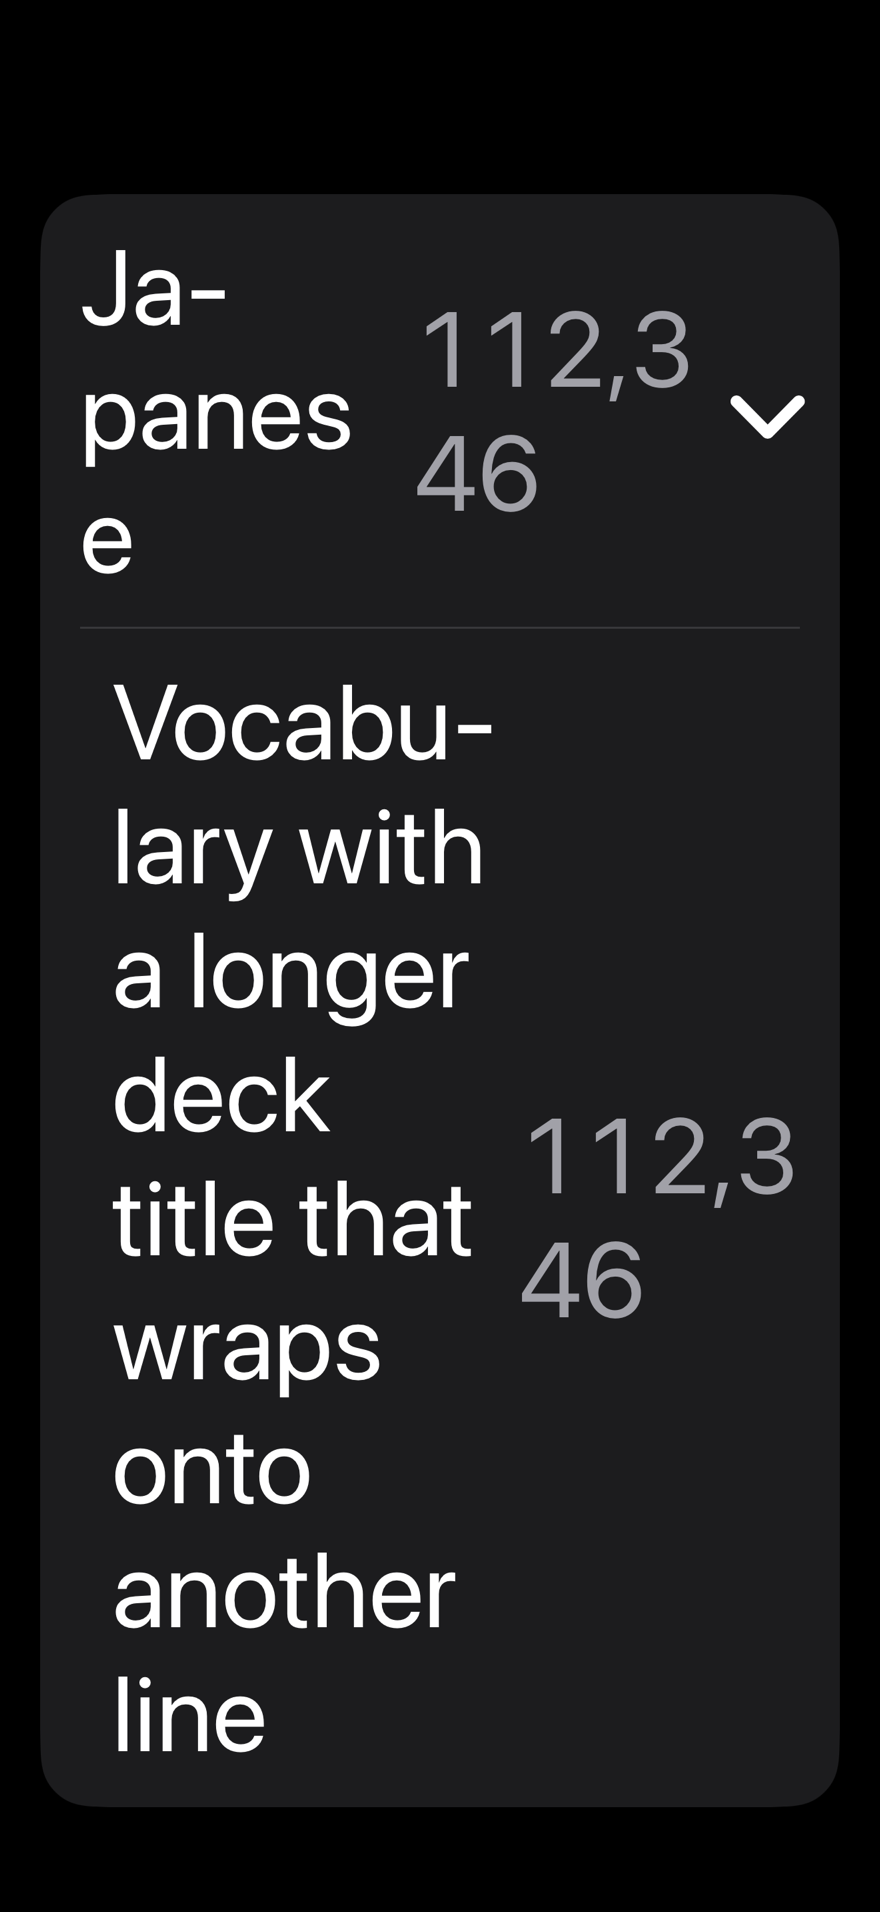 Ja-
panes
e
112,3
46
Vocabu-
lary with
a longer
deck
title that
wraps
onto
another
line
112,3
46